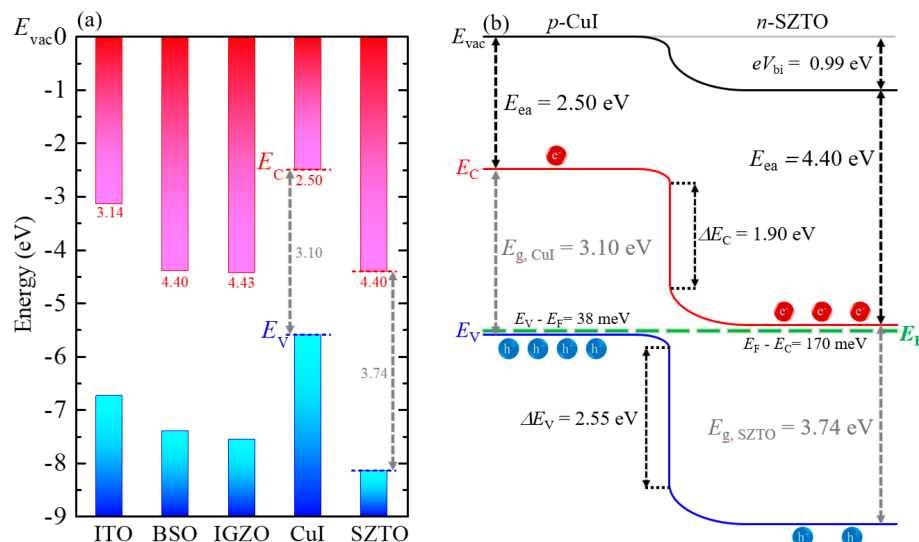 (a)
E_vac
0
-1
-2
-3
-4
-5
-6
-7
-8
-9
Energy (eV)
E_C
2.50
3.14
3.10
4.40
4.43
4.40
E_V
3.74
ITO
BSO
IGZO
CuI
SZTO
(b)
p-CuI
n-SZTO
E_vac
eV_bi = 0.99 eV
E_ea = 2.50 eV
E_ea = 4.40 eV
e-
E_C
ΔE_C = 1.90 eV
E_g, CuI = 3.10 eV
e-
e-
e-
E_V - E_F = 38 meV
E_V
E_F
E_F - E_C = 170 meV
h+
h+
h+
h+
ΔE_V = 2.55 eV
E_g, SZTO = 3.74 eV
h+
h+